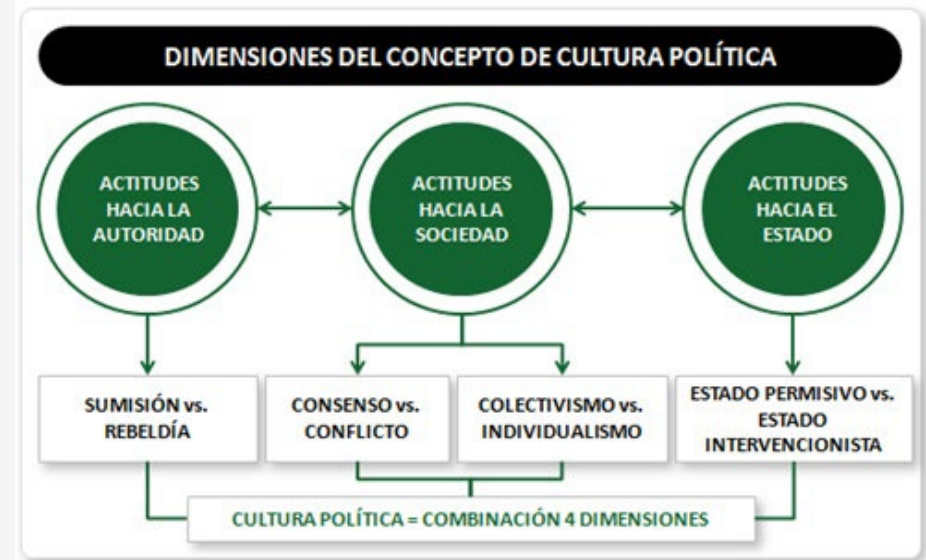 DIMENSIONES DEL CONCEPTO DE CULTURA POLÍTICA
ACTITUDES
HACIA LA
AUTORIDAD
ACTITUDES
HACIA LA
SOCIEDAD
ACTITUDES
HACIA EL
ESTADO
SUMISIÓN vs.
REBELDÍA
CONSENSO vs.
CONFLICTO
COLECTIVISMO vs.
INDIVIDUALISMO
ESTADO PERMISIVO vs.
ESTADO
INTERVENCIONISTA
CULTURA POLÍTICA = COMBINACIÓN 4 DIMENSIONES